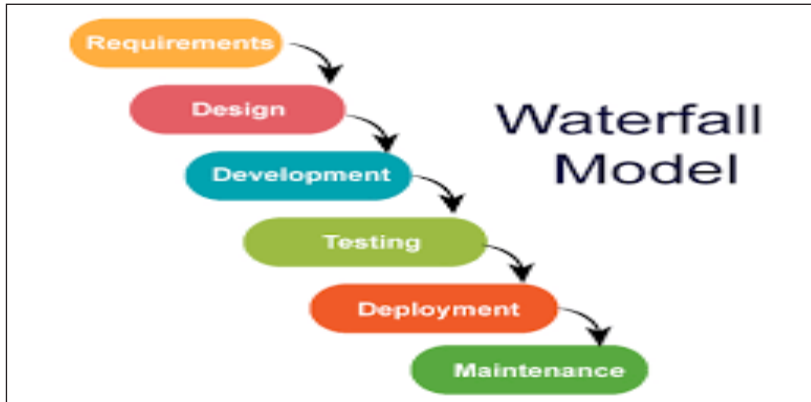 Requirements
Design
Waterfall
Model
Development
Testing
Deployment
Maintenance